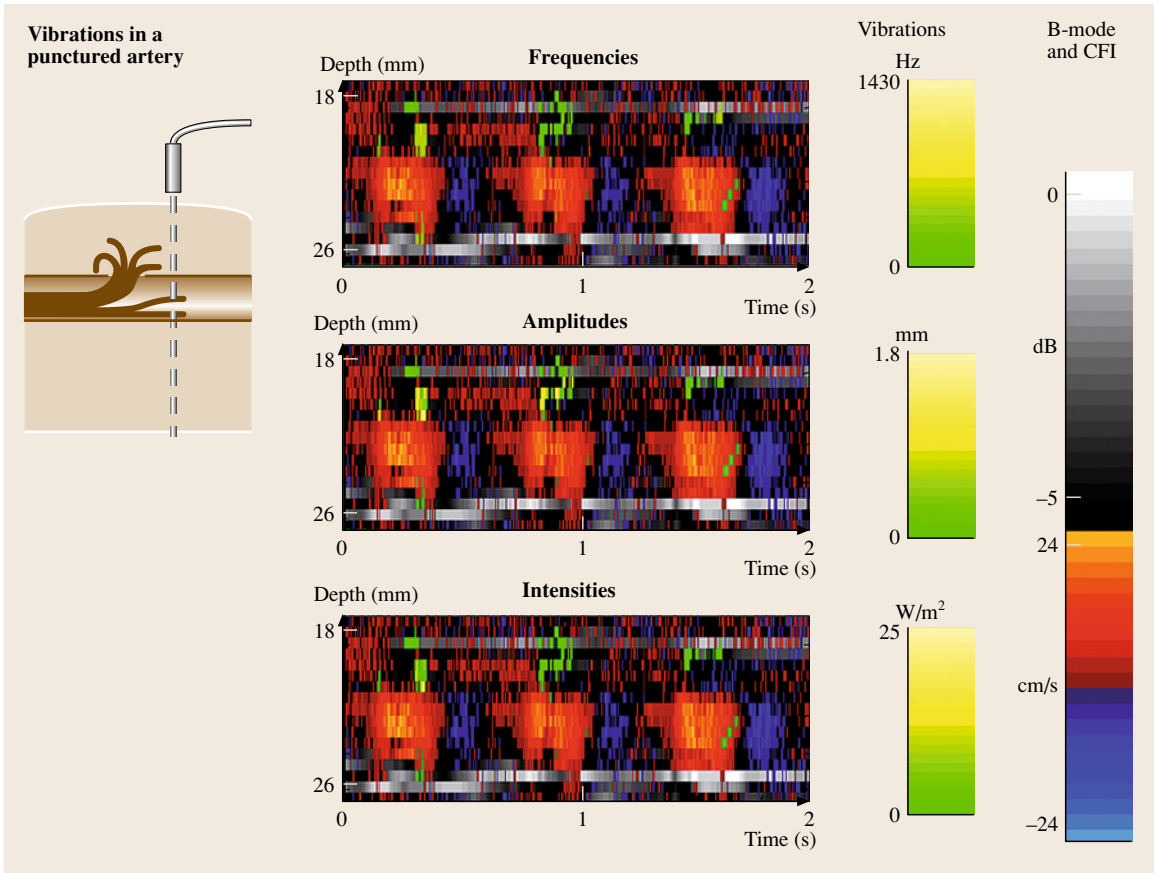 Vibrations in a
punctured artery
Frequencies
Depth (mm)
18
26
0
1
2
Time (s)
Amplitudes
Depth (mm)
18
26
0
1
2
Time (s)
Intensities
Depth (mm)
18
26
0
1
2
Time (s)
Vibrations
Hz
1430
0
mm
1.8
0
W/m²
25
0
B-mode
and CFI
0
dB
–5
24
cm/s
–24